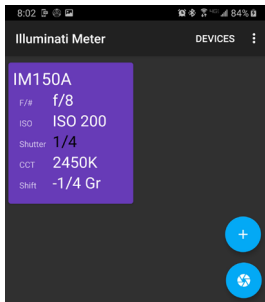 8:02 84%
Illuminati Meter DEVICES
IM150A
F/# f/8
ISO ISO 200
Shutter 1/4
CCT 2450K
Shift -1/4 Gr
+